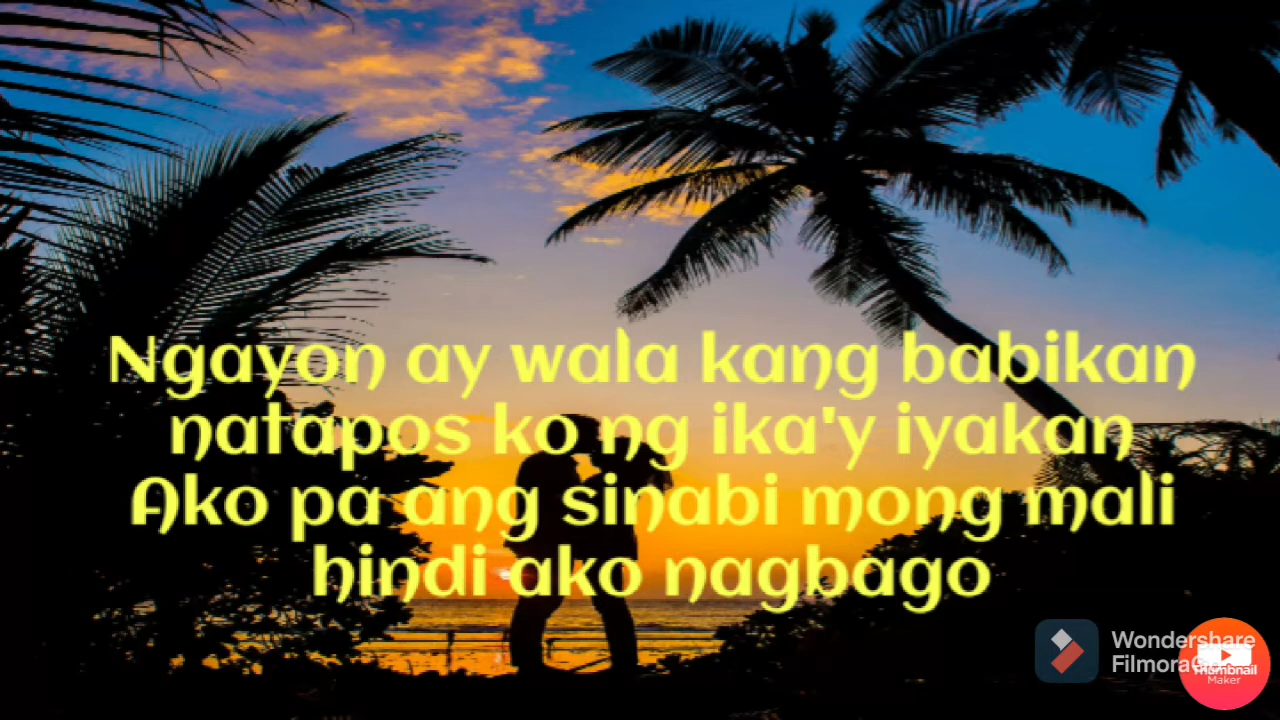 Ngayon ay wala kang babikan
natapos ko ng ika'y iyakan
Ako pa ang sinabi mong mali
hindi ako nagbago
Wondershare
Filmora
Thumbnail
Maker